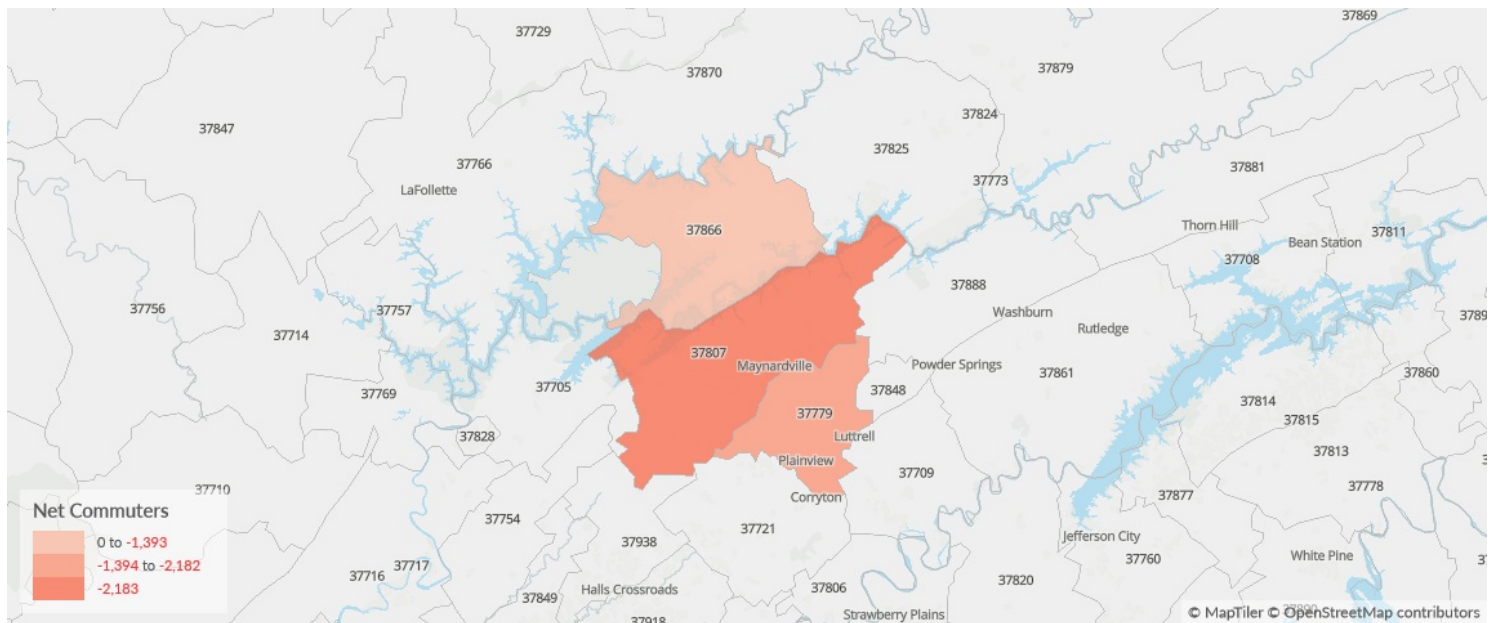 37869
37729
37870
37879
37824
37847
37825
37766
37881
37773
LaFollette
Thorn Hill
37866
37811
Bean Station
37708
37888
37757
37756
Washburn
3789
37714
Rutledge
37807
Maynardville
Powder Springs
37861
37860
37705
37848
37769
37814
37779
37815
Luttrell
37828
37813
Plainview
37709
37778
37710
Corryton
37877
Net Commuters
0 to -1,393
-1,394 to -2,182
-2,183
37754
37721
Jefferson City
37938
White Pine
37760
37717
37716
37820
Halls Crossroads
37806
37849
Strawberry Plains
37918
© MapTiler © OpenStreetMap contributors